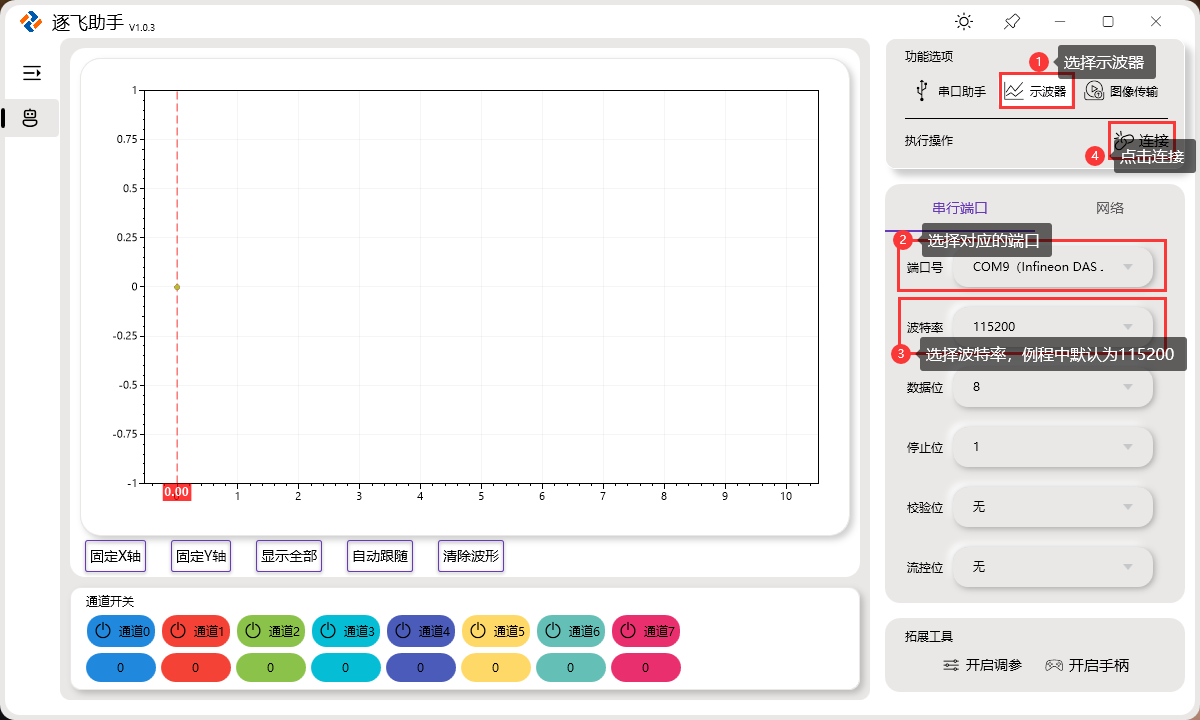 逐飞助手 V1.0.3
功能选项
1 选择示波器
串口助手 示波器 图像传输
执行操作 连接
4 点击连接
串行端口 网络
2 选择对应的端口
端口号 COM9（Infineon DAS .
波特率 115200
3 选择波特率，例程中默认为115200
数据位 8
停止位 1
校验位 无
流控位 无
拓展工具
开启调参 开启手柄
1
0.75
0.5
0.25
0
-0.25
-0.5
-0.75
-1
0.00 1 2 3 4 5 6 7 8 9 10
固定X轴 固定Y轴 显示全部 自动跟随 清除波形
通道开关
通道0 通道1 通道2 通道3 通道4 通道5 通道6 通道7
0 0 0 0 0 0 0 0